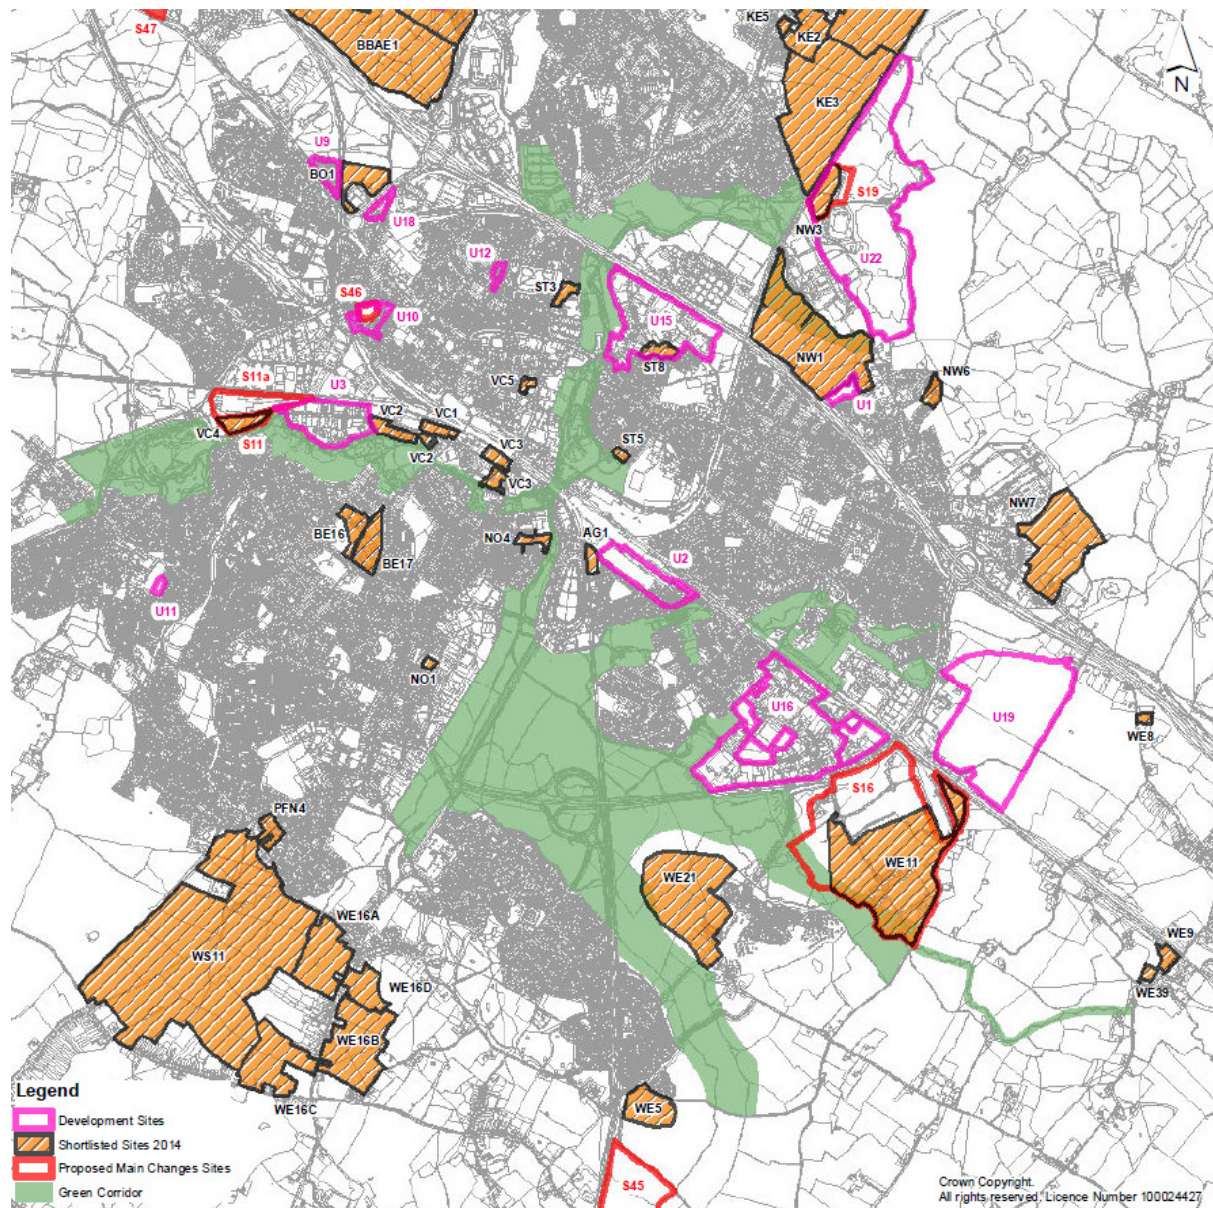 S47
BBAE1
KE5
KE2
N
KE3
U9
BO1
U18
S19
NW3
U12
U22
ST3
S46
U10
U15
NW1
ST8
S11a
U3
VC5
NW6
U1
VC2
VC1
VC4
S11
VC2
VC3
ST5
VC3
NW7
BE16
NO4
AG1
BE17
U2
U11
NO1
U16
U19
WE8
S16
PFN4
WE11
WE21
WE16A
WE9
WS11
WE16D
WE39
WE16B
Legend
WE16C
WE5
Development Sites
Shortlisted Sites 2014
Proposed Main Changes Sites
Green Corridor
S45
Crown Copyright.
All rights reserved. Licence Number 100024427